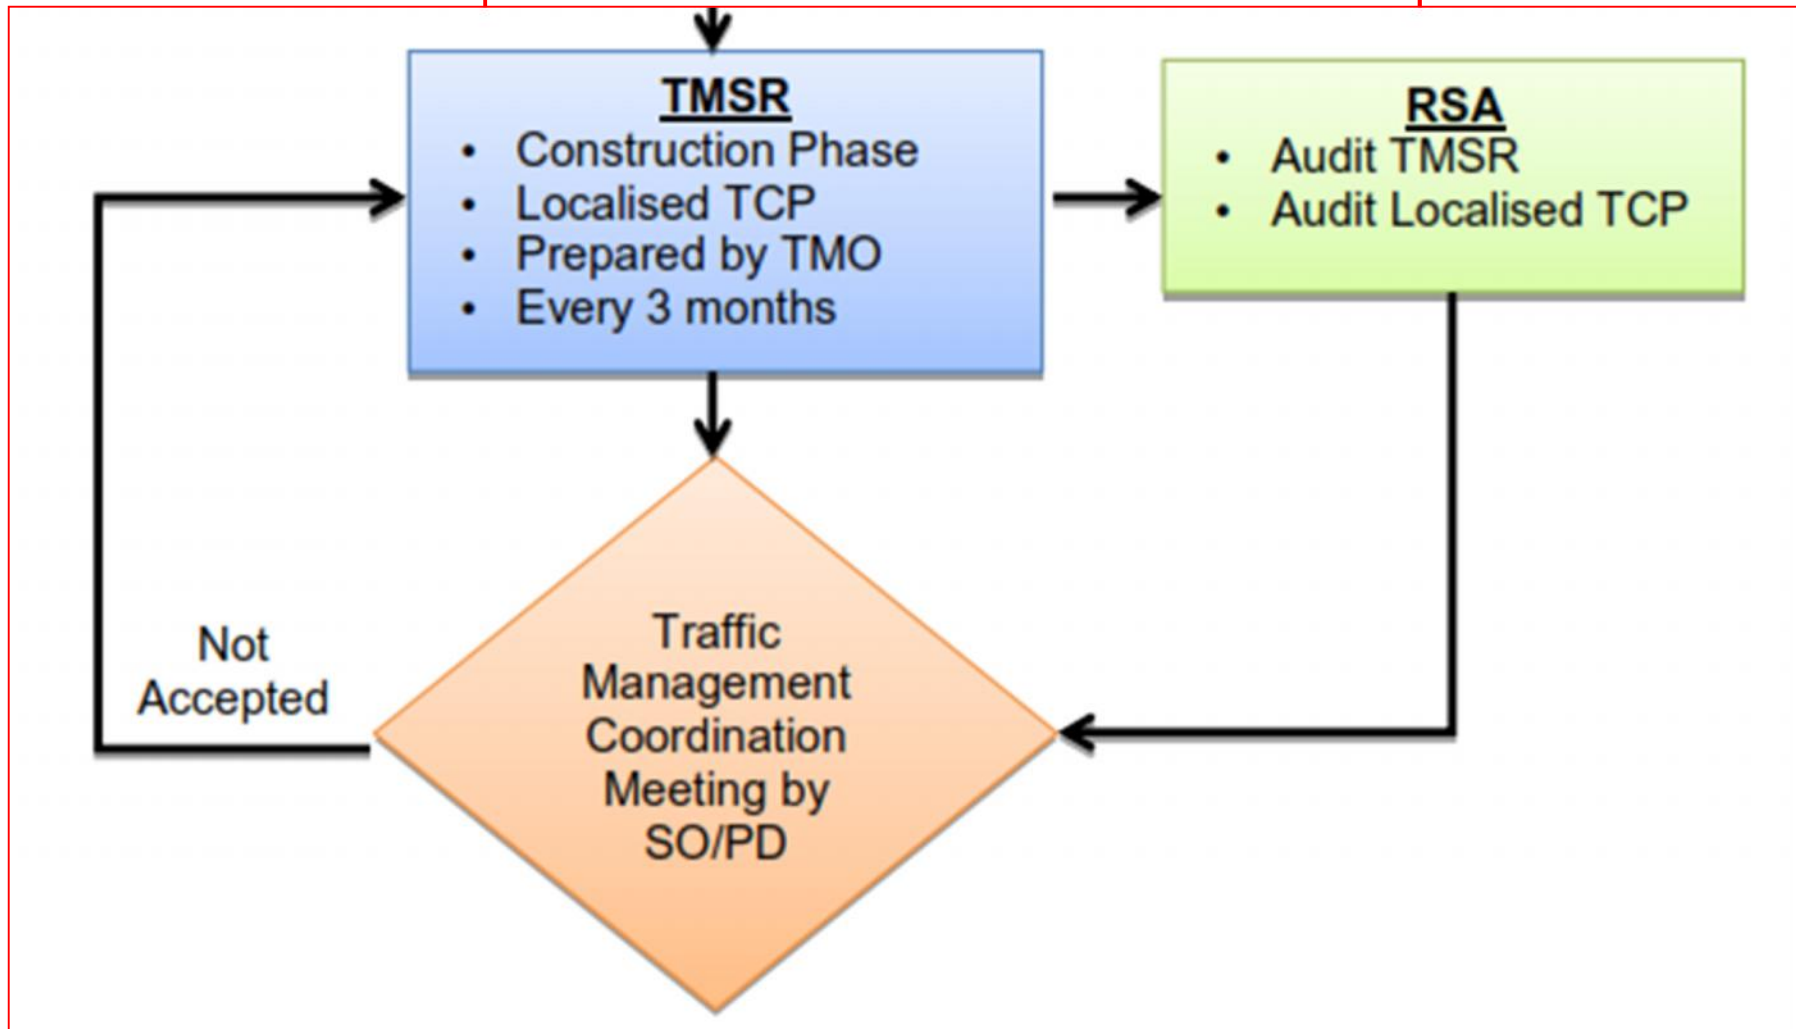 TMSR
• Construction Phase
• Localised TCP
• Prepared by TMO
• Every 3 months
RSA
• Audit TMSR
• Audit Localised TCP
Not
Accepted
Traffic
Management
Coordination
Meeting by
SO/PD